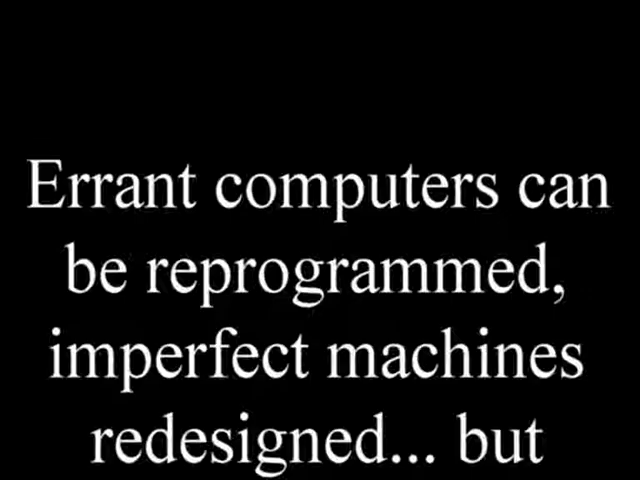 Errant computers can
be reprogrammed,
imperfect machines
redesigned... but